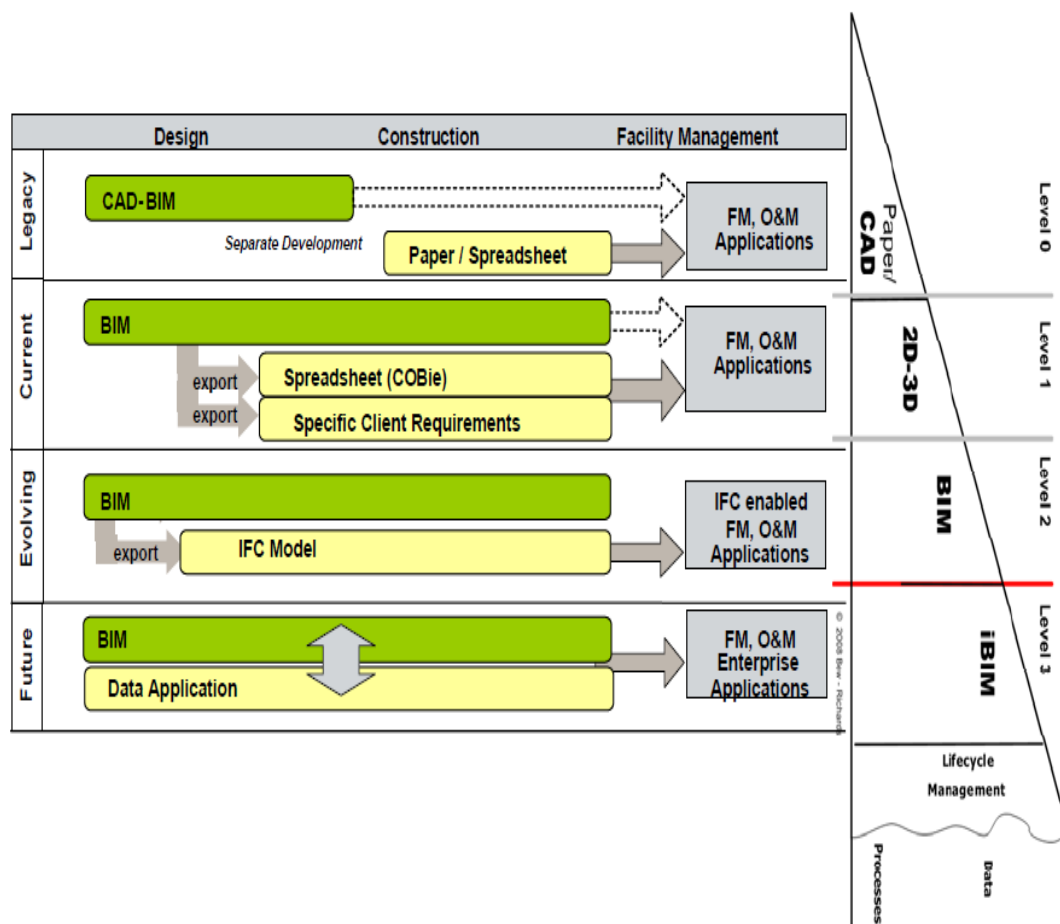 Design
Construction
Facility Management
Legacy
CAD-BIM
Separate Development
Paper / Spreadsheet
FM, O&M
Applications
Current
BIM
export
export
Spreadsheet (COBie)
Specific Client Requirements
FM, O&M
Applications
Evolving
BIM
export
IFC Model
IFC enabled
FM, O&M
Applications
Future
BIM
Data Application
FM, O&M
Enterprise
Applications
© 2008 Bew - Richards
Paper/
CAD
Level 0
2D-3D
Level 1
BIM
Level 2
iBIM
Level 3
Lifecycle
Management
Processes
Data